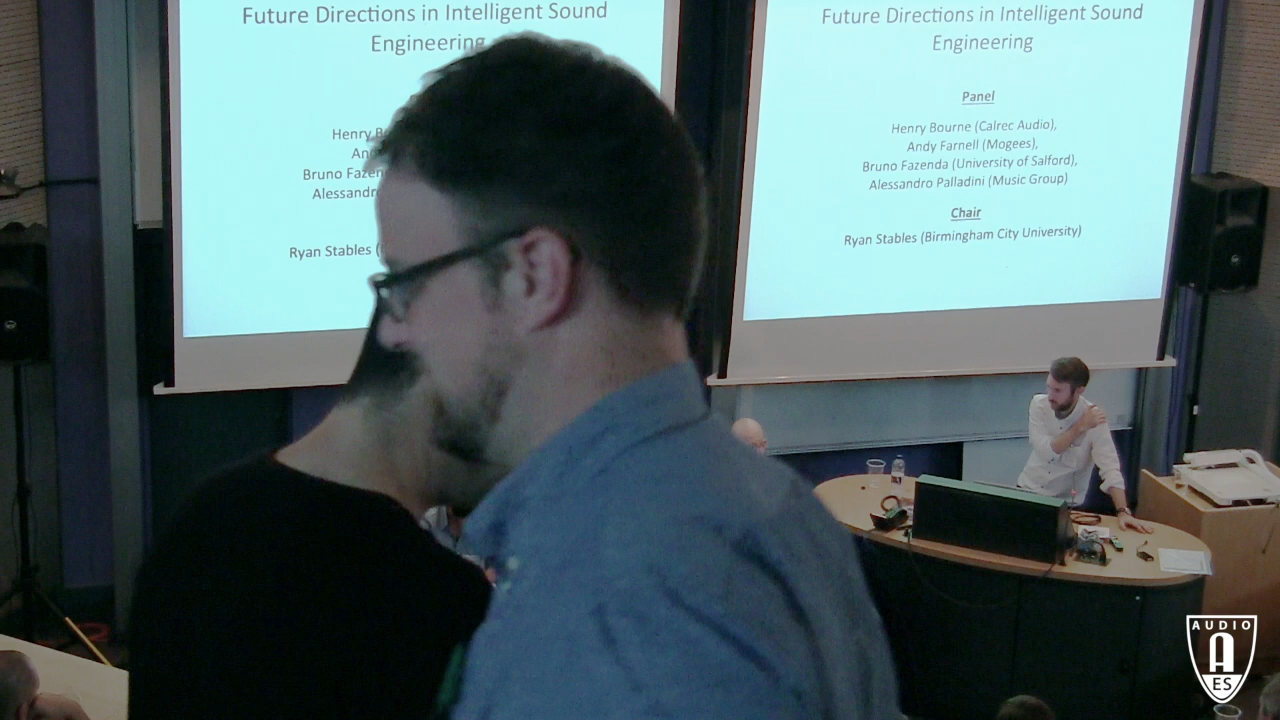 Future Directions in Intelligent Sound
Engineering
Henry B
An
Bruno Fazen
Alessandr
Ryan Stables (
Future Directions in Intelligent Sound
Engineering
Panel
Henry Bourne (Calrec Audio),
Andy Farnell (Mogees),
Bruno Fazenda (University of Salford),
Alessandro Palladini (Music Group)
Chair
Ryan Stables (Birmingham City University)
AUDIO
A
ES